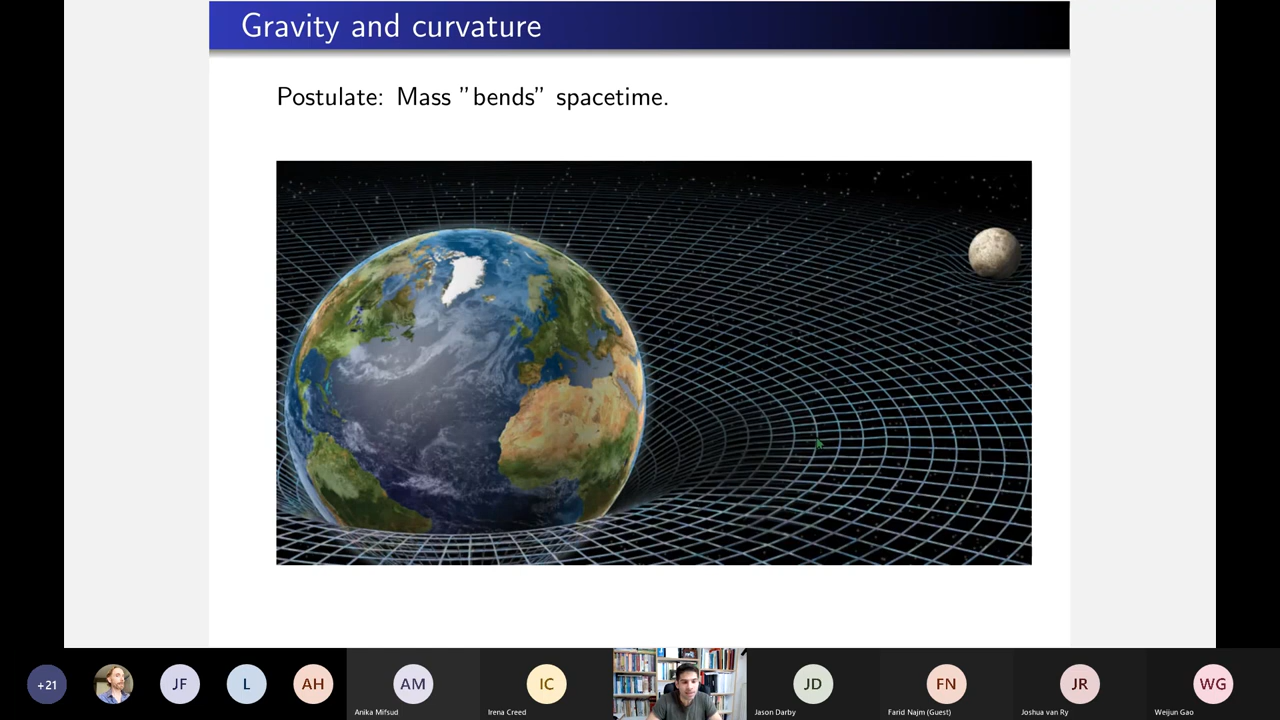 Gravity and curvature
Postulate: Mass ”bends” spacetime.
+21
JF
L
AH
AM
IC
JD
FN
JR
WG
Anika Mifsud
Irena Creed
Jason Darby
Farid Najm (Guest)
Joshua van Ry
Weijun Gao